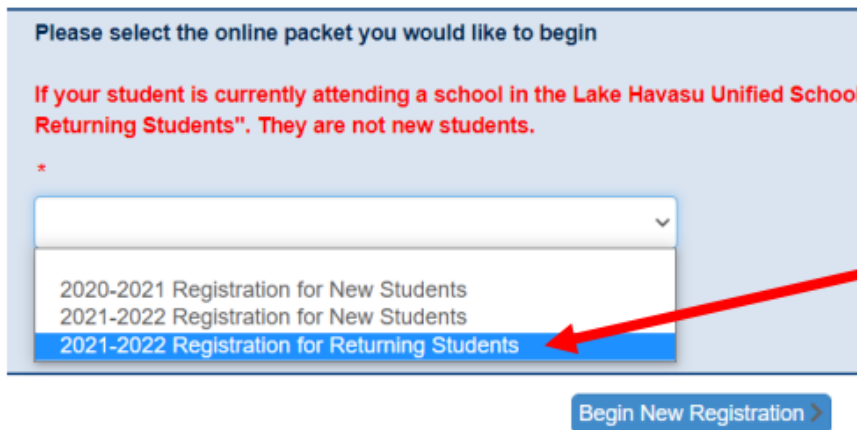 Please select the online packet you would like to begin
If your student is currently attending a school in the Lake Havasu Unified School
Returning Students". They are not new students.
*
2020-2021 Registration for New Students
2021-2022 Registration for New Students
2021-2022 Registration for Returning Students
Begin New Registration